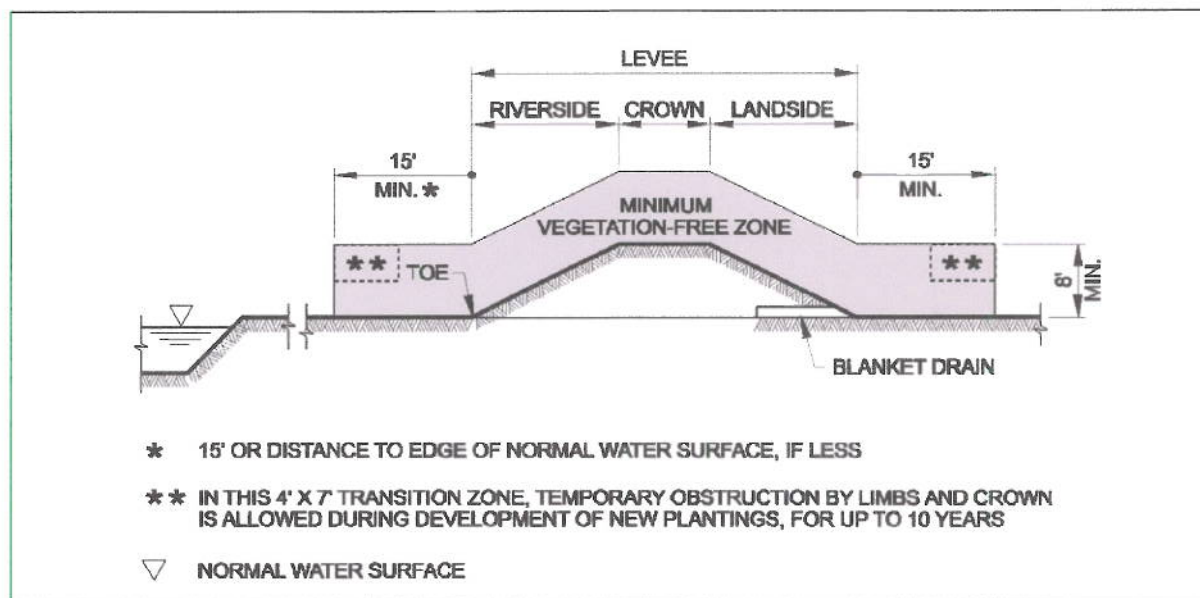 LEVEE
RIVERSIDE CROWN LANDSIDE
15'
MIN. *
15'
MIN.
MINIMUM
VEGETATION-FREE ZONE
**
TOE
**
8'
MIN.
BLANKET DRAIN
* 15' OR DISTANCE TO EDGE OF NORMAL WATER SURFACE, IF LESS
** IN THIS 4' X 7' TRANSITION ZONE, TEMPORARY OBSTRUCTION BY LIMBS AND CROWN
IS ALLOWED DURING DEVELOPMENT OF NEW PLANTINGS, FOR UP TO 10 YEARS
NORMAL WATER SURFACE